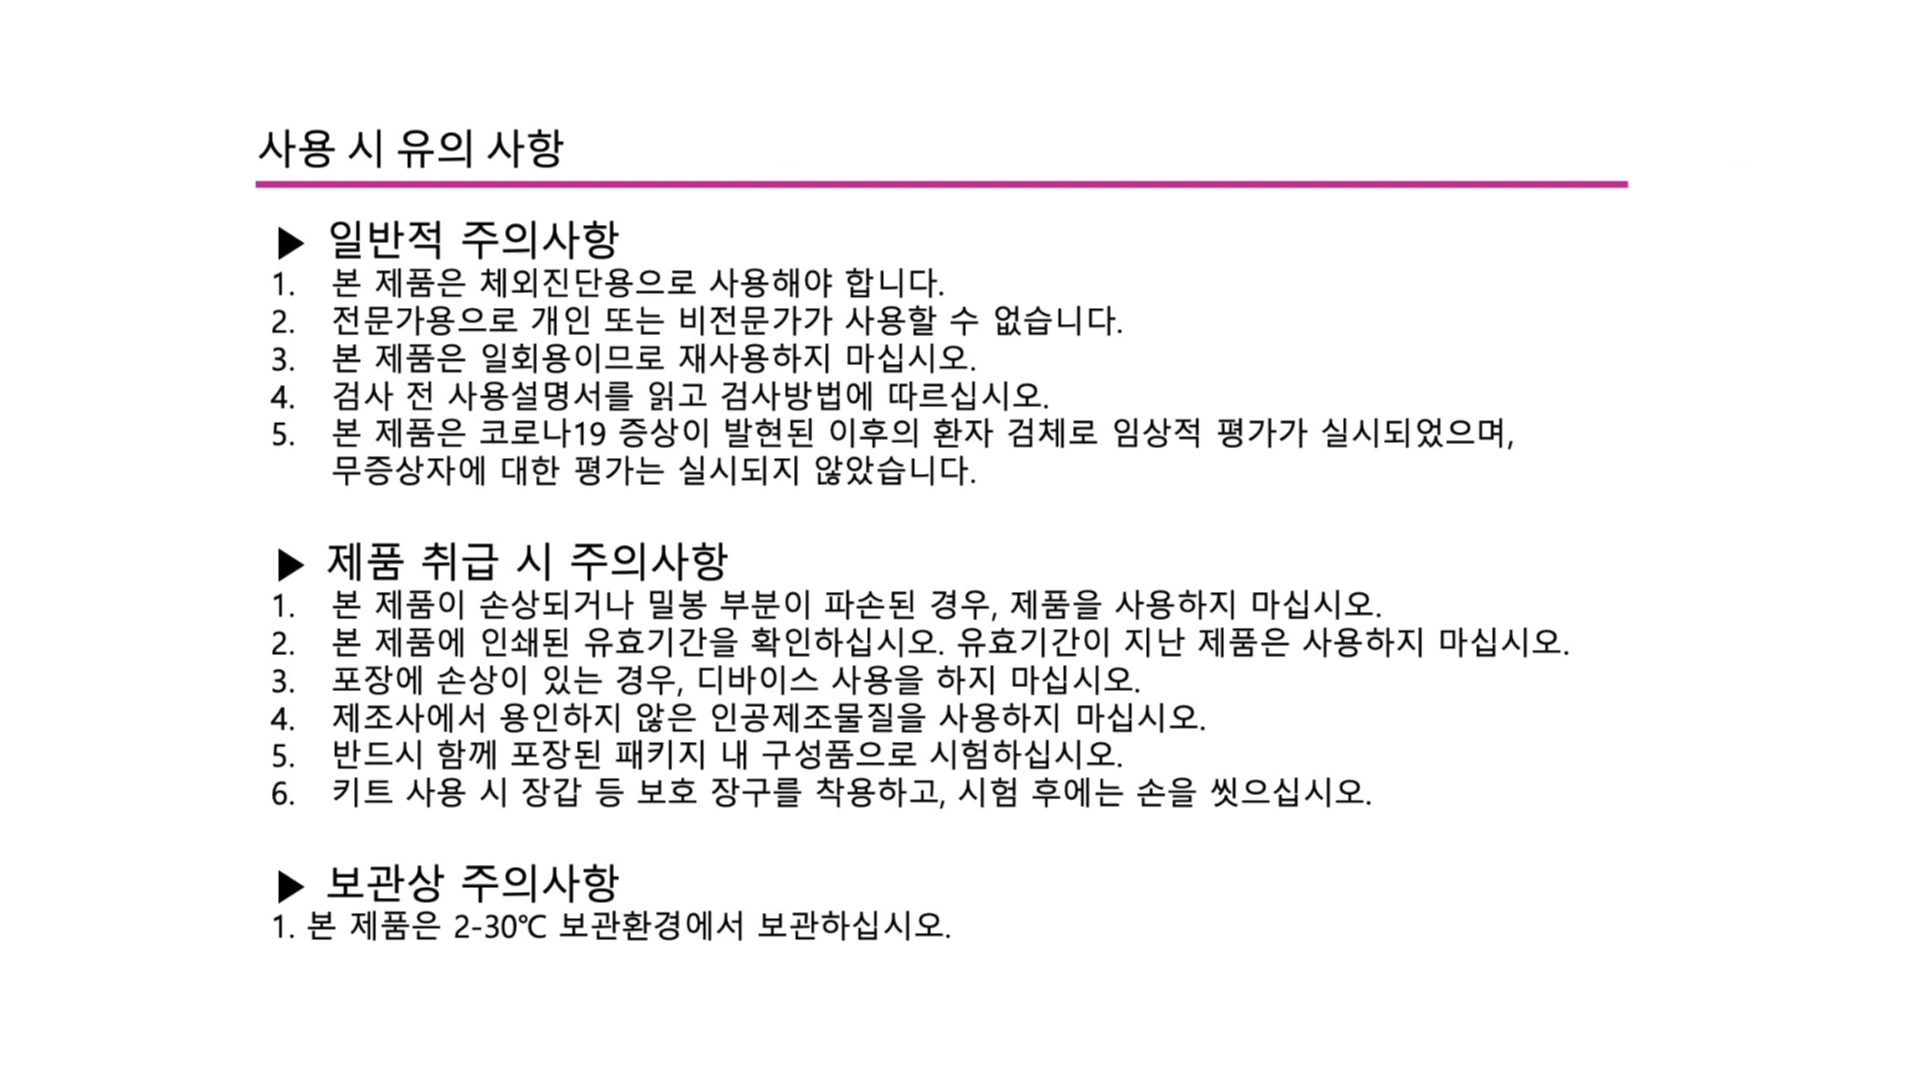 사용 시 유의 사항
▶ 일반적 주의사항
1. 본 제품은 체외진단용으로 사용해야 합니다.
2. 전문가용으로 개인 또는 비전문가가 사용할 수 없습니다.
3. 본 제품은 일회용이므로 재사용하지 마십시오.
4. 검사 전 사용설명서를 읽고 검사방법에 따르십시오.
5. 본 제품은 코로나19 증상이 발현된 이후의 환자 검체로 임상적 평가가 실시되었으며,
무증상자에 대한 평가는 실시되지 않았습니다.
▶ 제품 취급 시 주의사항
1. 본 제품이 손상되거나 밀봉 부분이 파손된 경우, 제품을 사용하지 마십시오.
2. 본 제품에 인쇄된 유효기간을 확인하십시오. 유효기간이 지난 제품은 사용하지 마십시오.
3. 포장에 손상이 있는 경우, 디바이스 사용을 하지 마십시오.
4. 제조사에서 용인하지 않은 인공제조물질을 사용하지 마십시오.
5. 반드시 함께 포장된 패키지 내 구성품으로 시험하십시오.
6. 키트 사용 시 장갑 등 보호 장구를 착용하고, 시험 후에는 손을 씻으십시오.
▶ 보관상 주의사항
1. 본 제품은 2-30℃ 보관환경에서 보관하십시오.